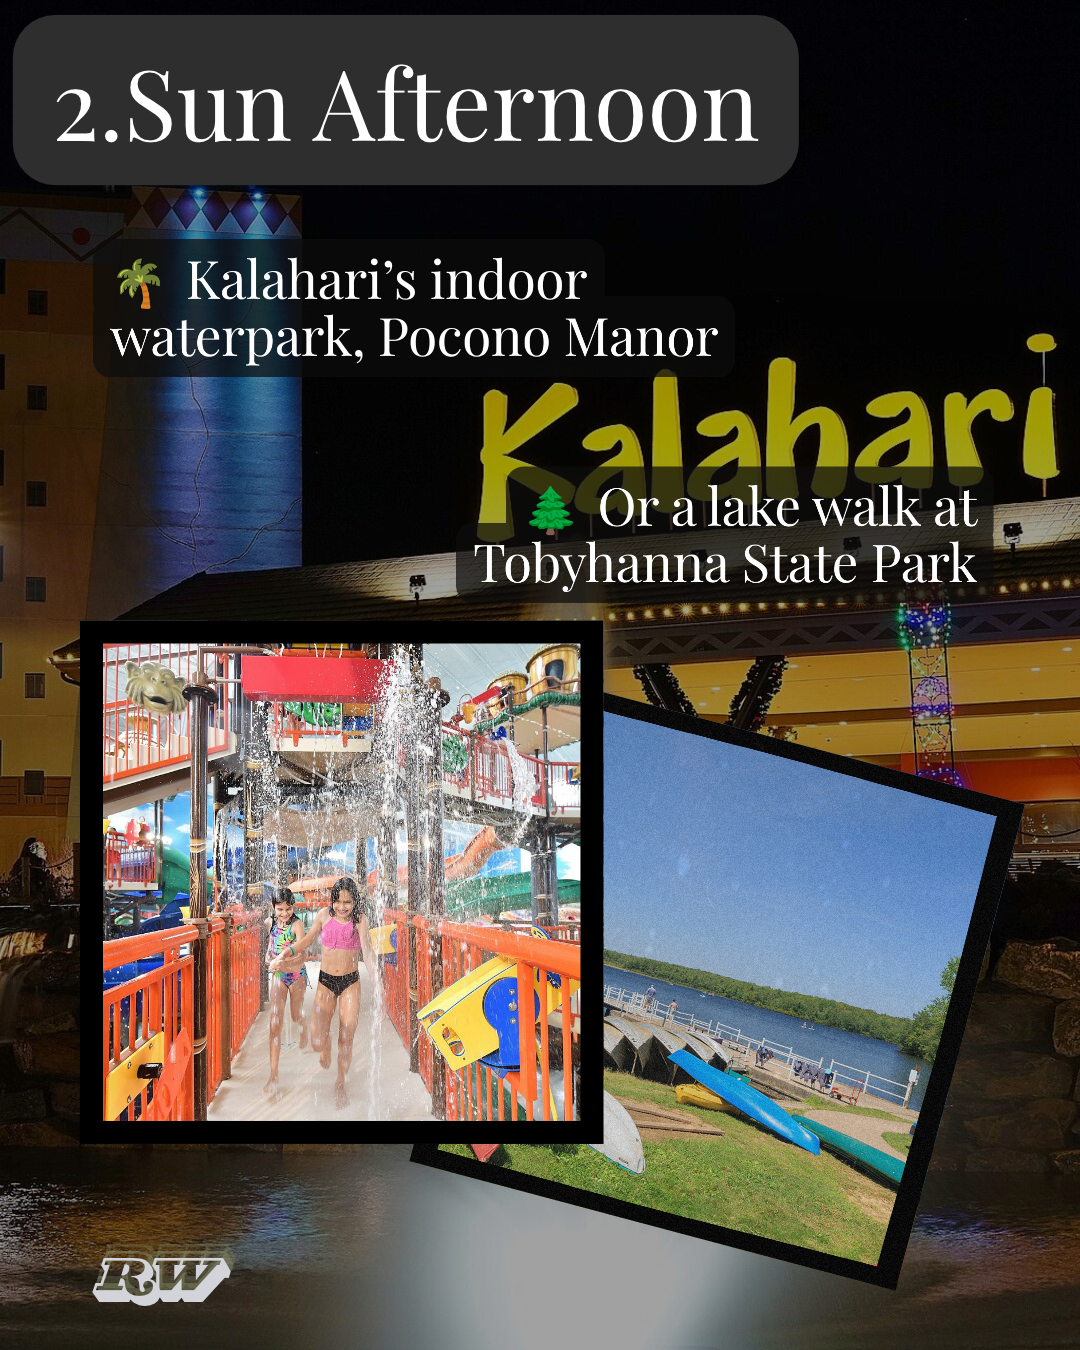 2.Sun Afternoon
🌴 Kalahari’s indoor
waterpark, Pocono Manor
Kalahari
🌲 Or a lake walk at
Tobyhanna State Park
RW